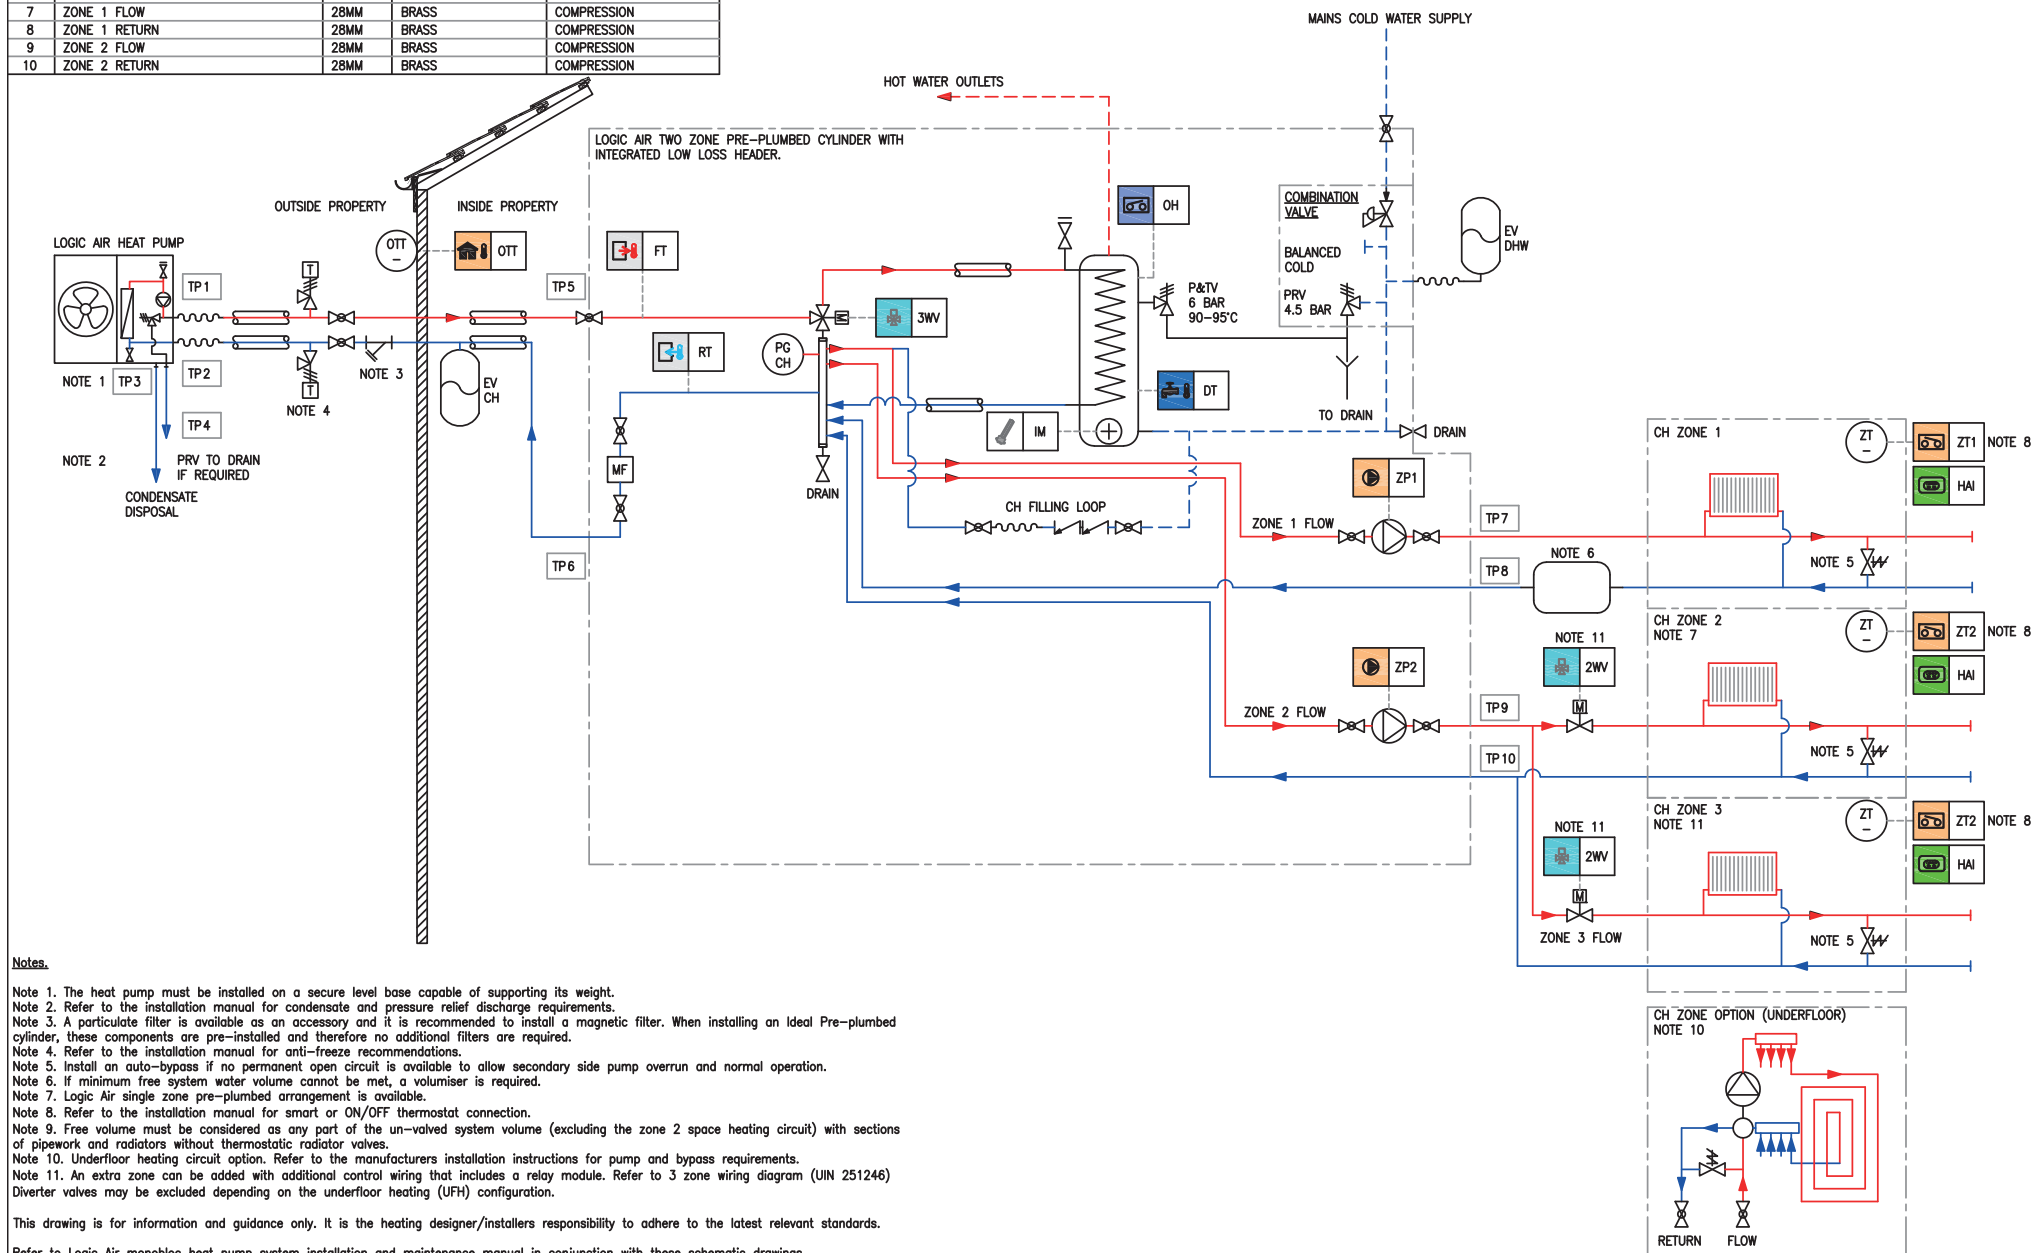 7 ZONE 1 FLOW 28MM BRASS COMPRESSION
8 ZONE 1 RETURN 28MM BRASS COMPRESSION
9 ZONE 2 FLOW 28MM BRASS COMPRESSION
10 ZONE 2 RETURN 28MM BRASS COMPRESSION
MAINS COLD WATER SUPPLY
HOT WATER OUTLETS
LOGIC AIR TWO ZONE PRE-PLUMBED CYLINDER WITH
INTEGRATED LOW LOSS HEADER.
OUTSIDE PROPERTY
INSIDE PROPERTY
LOGIC AIR HEAT PUMP
OTT
–
OTT
FT
OH
COMBINATION
VALVE
BALANCED
COLD
PRV
4.5 BAR
EV
DHW
TP1
T
TP5
3WV
M
P&TV
6 BAR
90-95°C
RT
PG
CH
TP2
TP3
NOTE 1
NOTE 3
T
NOTE 4
EV
CH
DT
TO DRAIN
TP4
NOTE 2
PRV TO DRAIN
IF REQUIRED
CONDENSATE
DISPOSAL
IM
DRAIN
MF
DRAIN
CH FILLING LOOP
ZP1
ZONE 1 FLOW
TP7
TP6
TP8
NOTE 6
CH ZONE 1
ZT
–
ZT1
NOTE 8
HAI
NOTE 5
CH ZONE 2
NOTE 7
ZT
–
ZT2
NOTE 8
HAI
NOTE 11
2WV
M
ZP2
ZONE 2 FLOW
TP9
TP10
NOTE 5
CH ZONE 3
NOTE 11
ZT
–
ZT2
NOTE 8
HAI
NOTE 11
2WV
M
ZONE 3 FLOW
NOTE 5
CH ZONE OPTION (UNDERFLOOR)
NOTE 10
RETURN
FLOW
Notes.
Note 1. The heat pump must be installed on a secure level base capable of supporting its weight.
Note 2. Refer to the installation manual for condensate and pressure relief discharge requirements.
Note 3. A particulate filter is available as an accessory and it is recommended to install a magnetic filter. When installing an Ideal Pre-plumbed
cylinder, these components are pre-installed and therefore no additional filters are required.
Note 4. Refer to the installation manual for anti-freeze recommendations.
Note 5. Install an auto-bypass if no permanent open circuit is available to allow secondary side pump overrun and normal operation.
Note 6. If minimum free system water volume cannot be met, a volumiser is required.
Note 7. Logic Air single zone pre-plumbed arrangement is available.
Note 8. Refer to the installation manual for smart or ON/OFF thermostat connection.
Note 9. Free volume must be considered as any part of the un-valved system volume (excluding the zone 2 space heating circuit) with sections
of pipework and radiators without thermostatic radiator valves.
Note 10. Underfloor heating circuit option. Refer to the manufacturers installation instructions for pump and bypass requirements.
Note 11. An extra zone can be added with additional control wiring that includes a relay module. Refer to 3 zone wiring diagram (UIN 251246)
Diverter valves may be excluded depending on the underfloor heating (UFH) configuration.
This drawing is for information and guidance only. It is the heating designer/installers responsibility to adhere to the latest relevant standards.
Refer to Logic Air monobloc heat pump system installation and maintenance manual in conjunction with these schematic drawings.